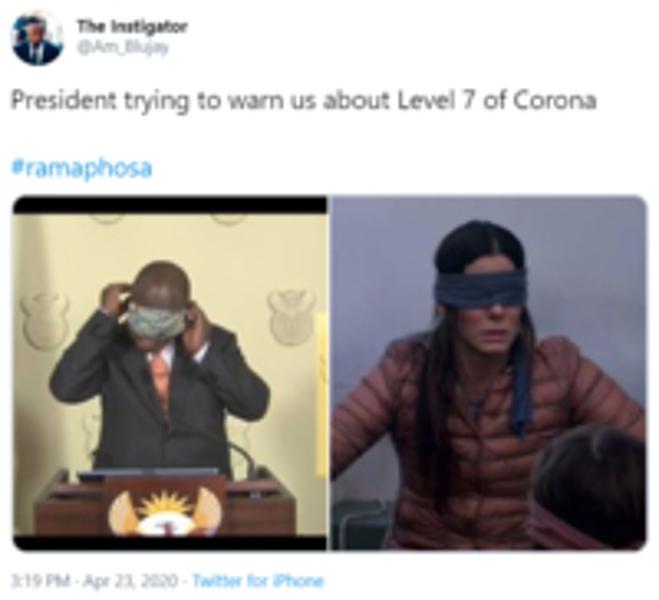 The Instigator
@Am_Blujay
President trying to warn us about Level 7 of Corona
#ramaphosa
3:19 PM · Apr 23, 2020 · Twitter for iPhone